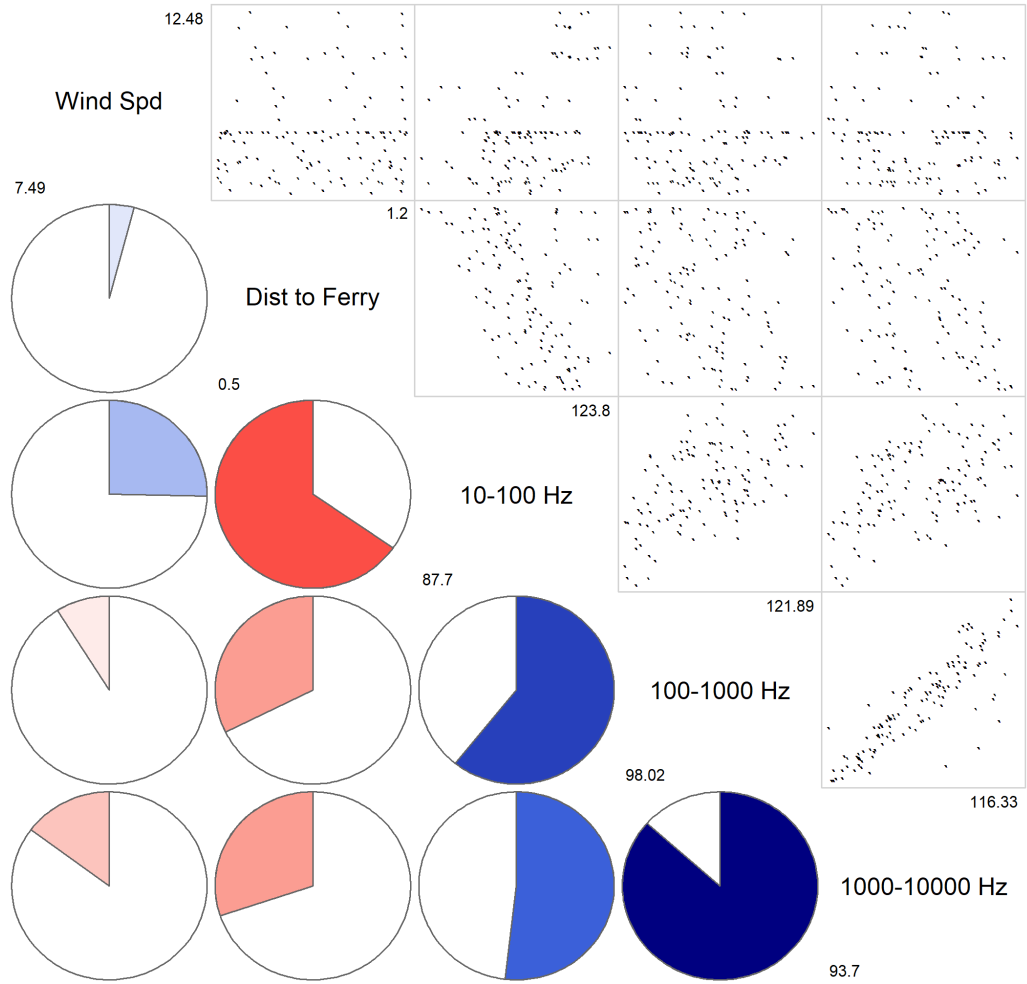 12.48
Wind Spd
7.49
1.2
Dist to Ferry
0.5
123.8
10-100 Hz
87.7
121.89
100-1000 Hz
98.02
116.33
1000-10000 Hz
93.7